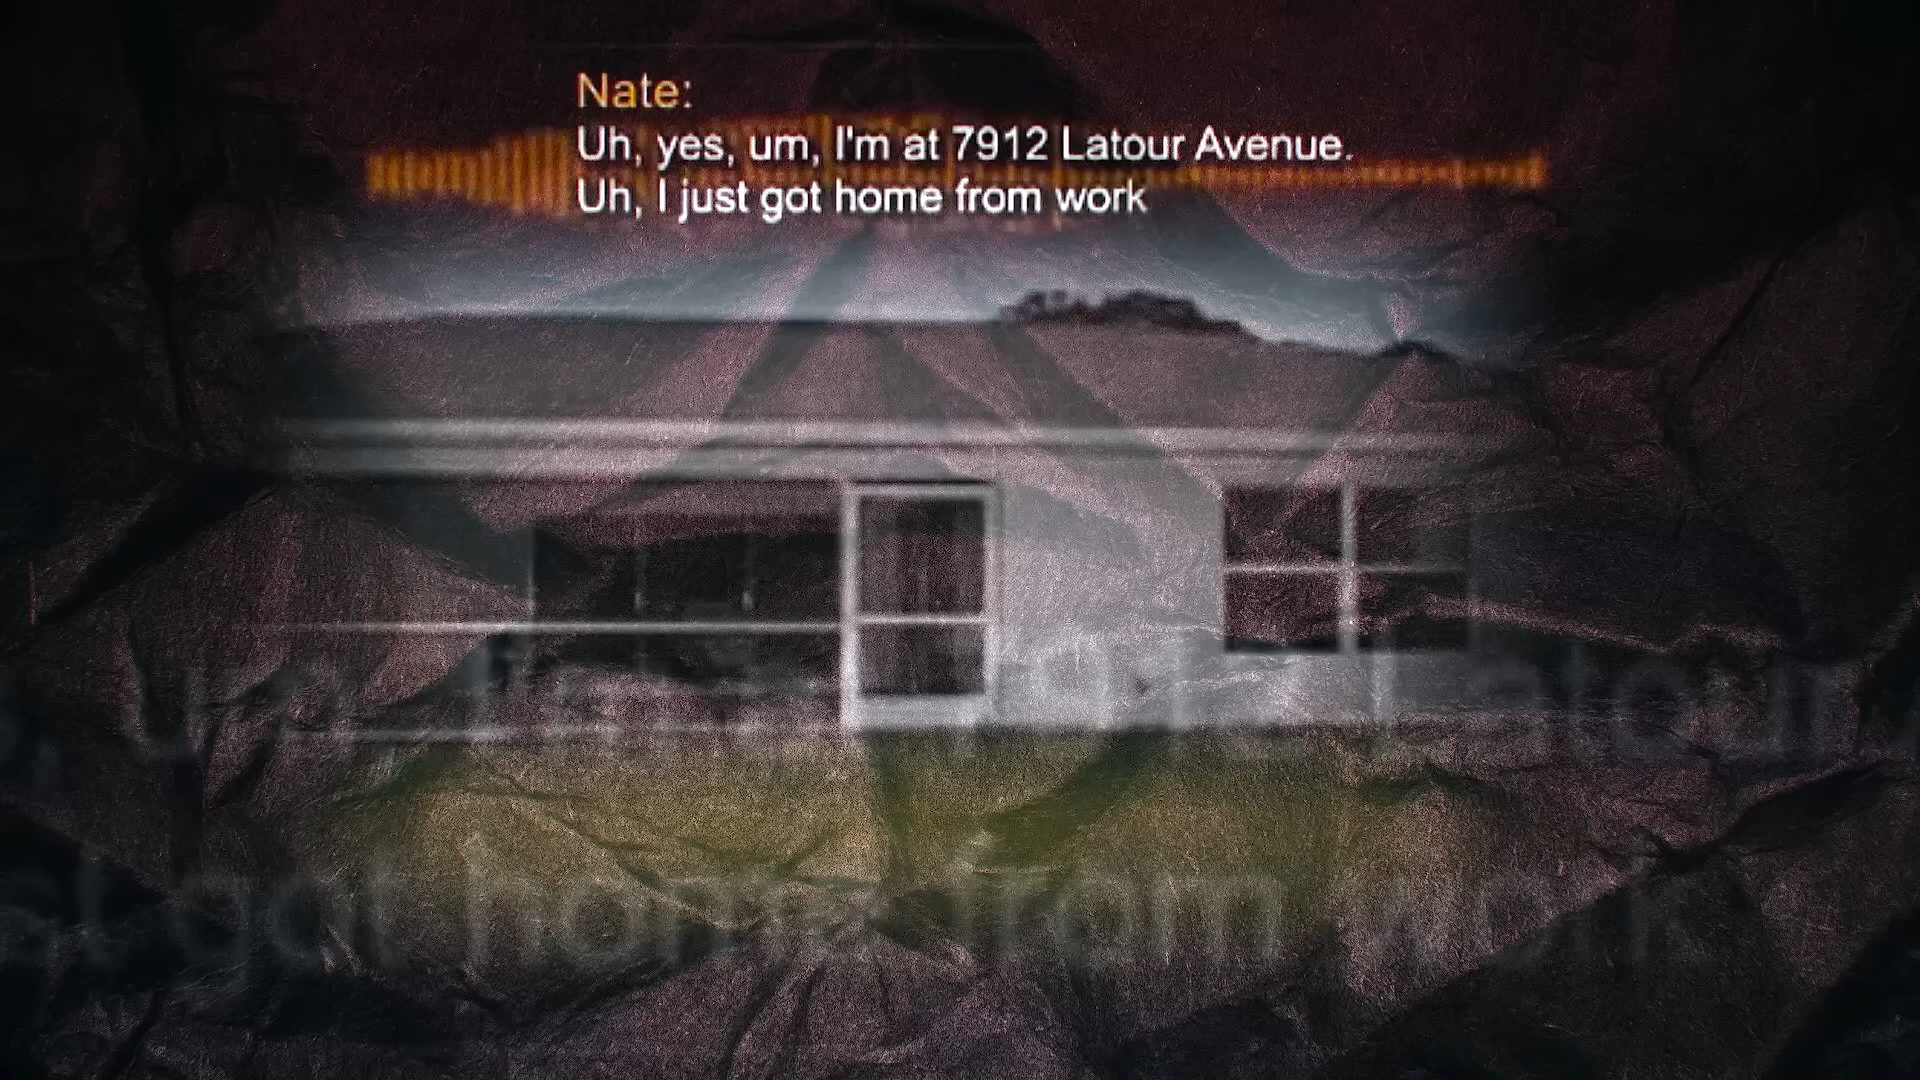 Nate:
Uh, yes, um, I'm at 7912 Latour Avenue.
Uh, I just got home from work